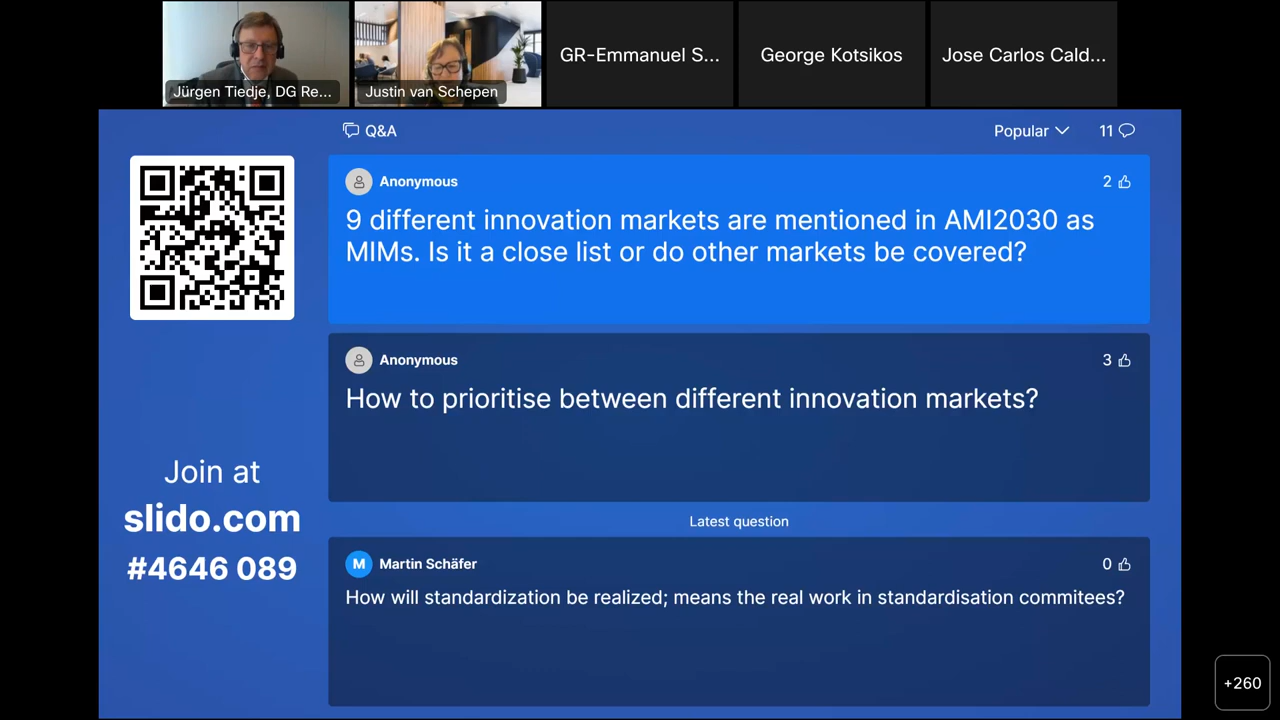 Jürgen Tiedje, DG Re...
Justin van Schepen
GR-Emmanuel S...
George Kotsikos
Jose Carlos Cald...
Q&A
Popular
11
Anonymous
2
9 different innovation markets are mentioned in AMI2030 as
MIMs. Is it a close list or do other markets be covered?
Anonymous
3
How to prioritise between different innovation markets?
Join at
slido.com
#4646 089
Latest question
M
Martin Schäfer
0
How will standardization be realized; means the real work in standardisation commitees?
+260